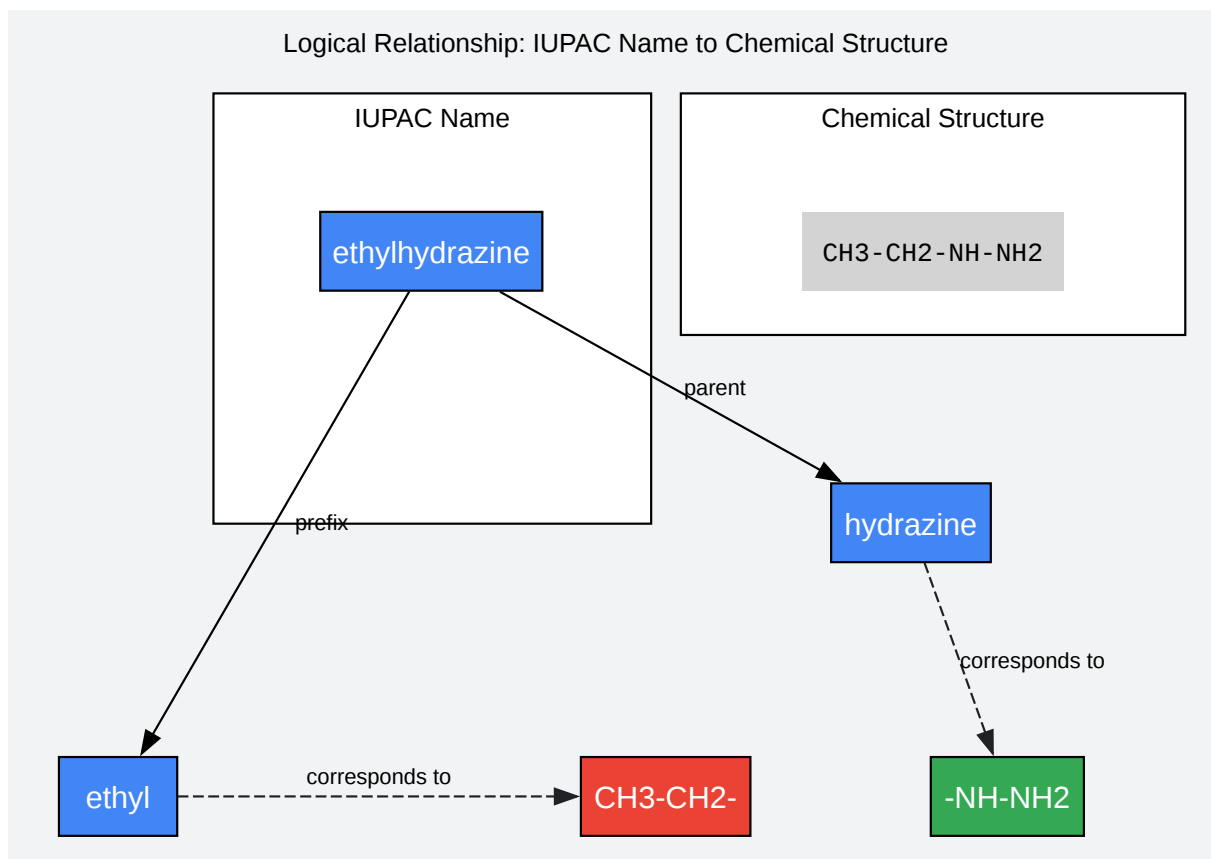 Logical Relationship: IUPAC Name to Chemical Structure
IUPAC Name
Chemical Structure
ethylhydrazine
CH3-CH2-NH-NH2
parent
prefix
hydrazine
corresponds to
ethyl
corresponds to
CH3-CH2-
-NH-NH2